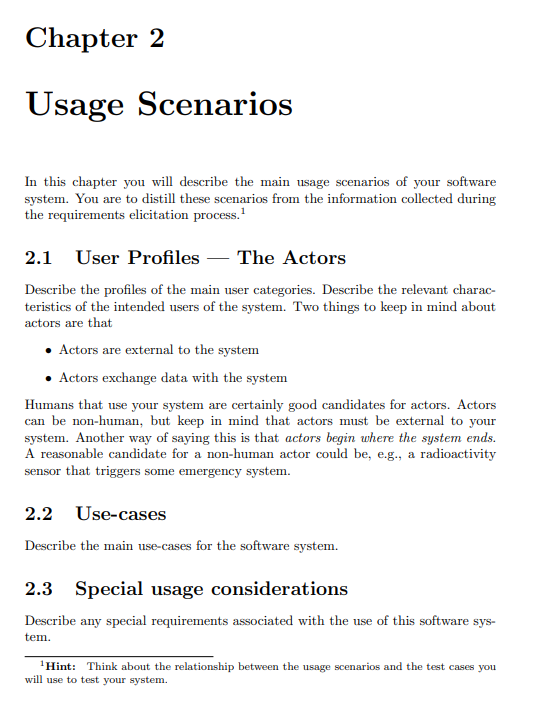 Chapter 2
Usage Scenarios
In this chapter you will describe the main usage scenarios of your software
system. You are to distill these scenarios from the information collected during
the requirements elicitation process.1
2.1 User Profiles — The Actors
Describe the profiles of the main user categories. Describe the relevant charac-
teristics of the intended users of the system. Two things to keep in mind about
actors are that
• Actors are external to the system
• Actors exchange data with the system
Humans that use your system are certainly good candidates for actors. Actors
can be non-human, but keep in mind that actors must be external to your
system. Another way of saying this is that actors begin where the system ends.
A reasonable candidate for a non-human actor could be, e.g., a radioactivity
sensor that triggers some emergency system.
2.2 Use-cases
Describe the main use-cases for the software system.
2.3 Special usage considerations
Describe any special requirements associated with the use of this software sys-
tem.
1Hint: Think about the relationship between the usage scenarios and the test cases you
will use to test your system.